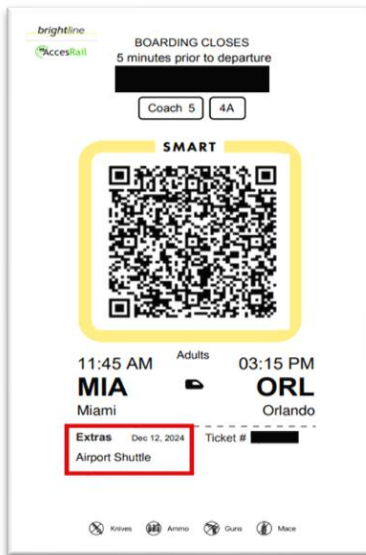 brightline
AccesRail
BOARDING CLOSES
5 minutes prior to departure
Coach 5 4A
SMART
11:45 AM Adults 03:15 PM
MIA ORL
Miami Orlando
Extras Dec 12, 2024 Ticket #
Airport Shuttle
Knives Ammo Guns Mace